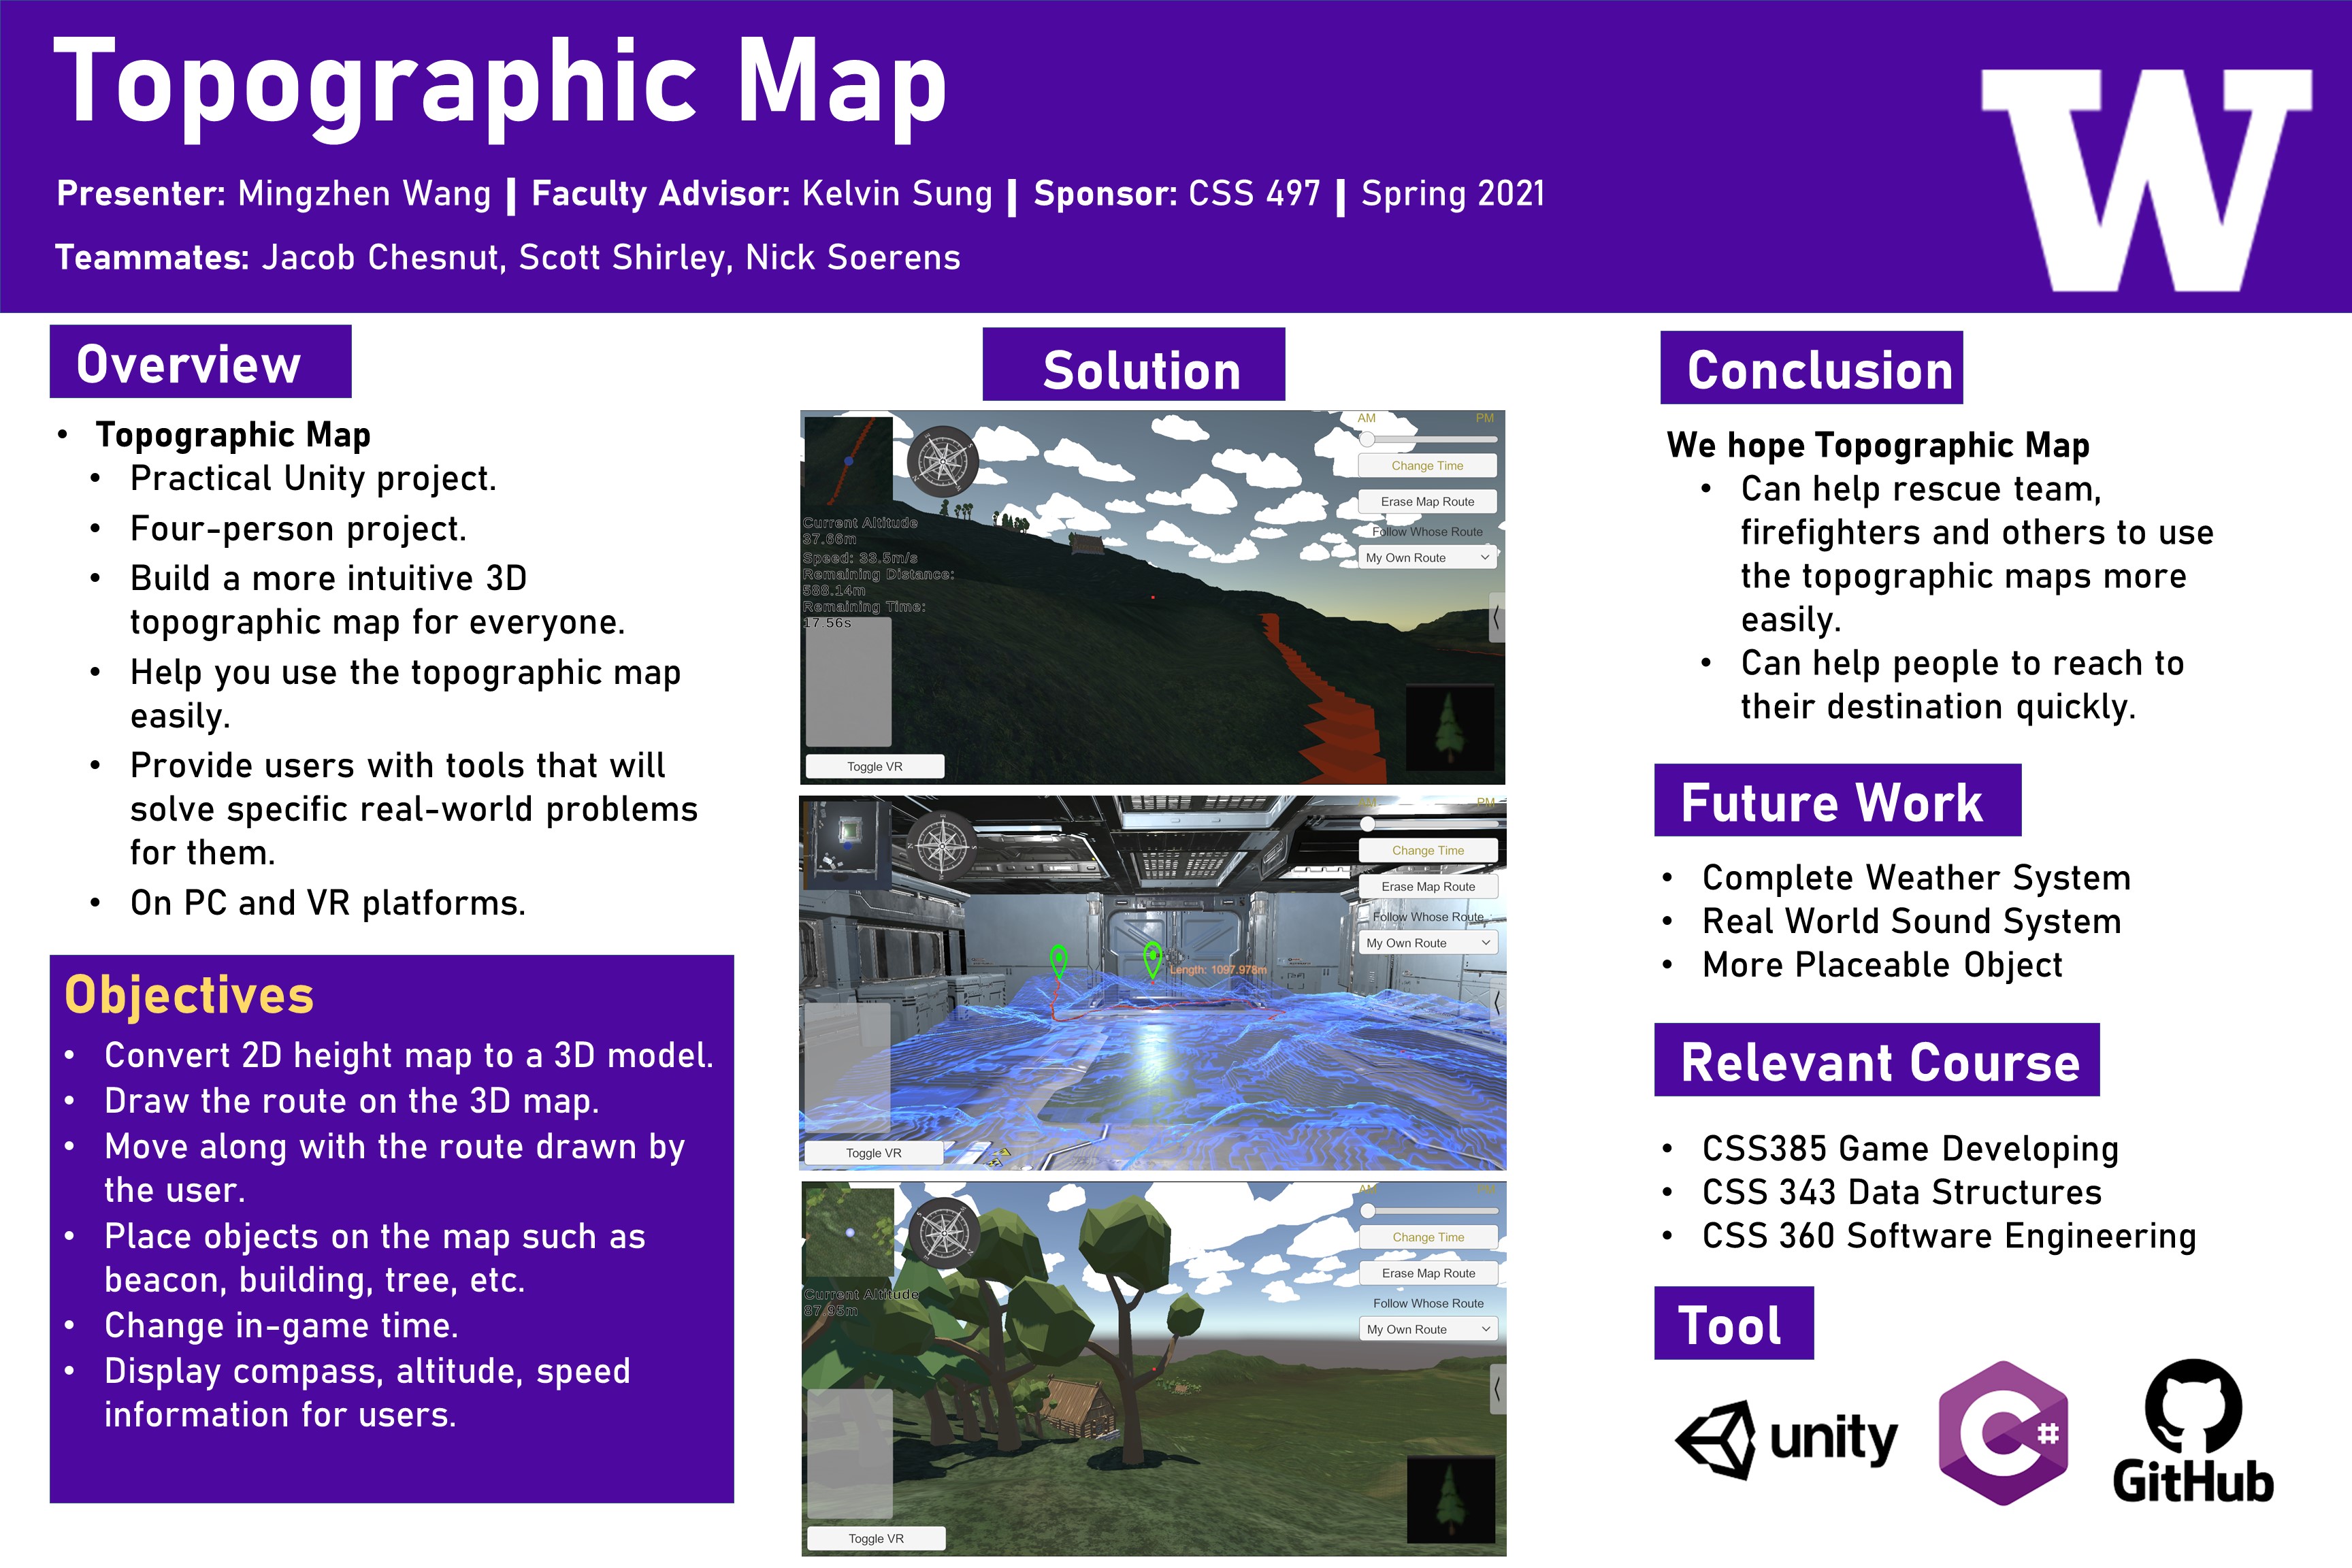 Topographic Map
Presenter: Mingzhen Wang | Faculty Advisor: Kelvin Sung | Sponsor: CSS 497 | Spring 2021
Teammates: Jacob Chesnut, Scott Shirley, Nick Soerens
W
Overview
• Topographic Map
• Practical Unity project.
• Four-person project.
• Build a more intuitive 3D
topographic map for everyone.
• Help you use the topographic map
easily.
• Provide users with tools that will
solve specific real-world problems
for them.
• On PC and VR platforms.
Objectives
• Convert 2D height map to a 3D model.
• Draw the route on the 3D map.
• Move along with the route drawn by
the user.
• Place objects on the map such as
beacon, building, tree, etc.
• Change in-game time.
• Display compass, altitude, speed
information for users.
Solution
AM PM
Change Time
Erase Map Route
Follow Whose Route
My Own Route
Current Altitude
37.66m
Speed: 33.5m/s
Remaining Distance:
588.14m
Remaining Time:
17.56s
Toggle VR
AM PM
Change Time
Erase Map Route
Follow Whose Route
My Own Route
Length: 1097.978m
Toggle VR
AM PM
Change Time
Erase Map Route
Follow Whose Route
My Own Route
Current Altitude
87.95m
Toggle VR
Conclusion
We hope Topographic Map
• Can help rescue team,
firefighters and others to use
the topographic maps more
easily.
• Can help people to reach to
their destination quickly.
Future Work
• Complete Weather System
• Real World Sound System
• More Placeable Object
Relevant Course
• CSS385 Game Developing
• CSS 343 Data Structures
• CSS 360 Software Engineering
Tool
unity
C#
GitHub